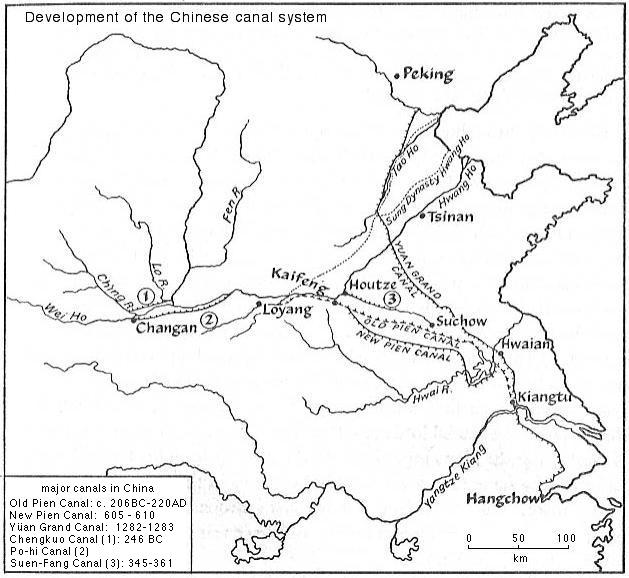 Development of the Chinese canal system
Peking
Tao Ho
Sung Dynasty Hwang Ho
Hwang Ho
Tsinan
Fen R.
Lo R.
Ching R.
Wei Ho
1
Changan
2
Loyang
Kaifeng
Houtze
3
YUAN GRAND
CANAL
Suchow
OLD PIEN CANAL
NEW PIEN CANAL
Hwaian
Hwai R.
Kiangtu
Yangtze Kiang
Hangchow
major canals in China
Old Pien Canal: c. 206BC-220AD
New Pien Canal: 605 - 610
Yüan Grand Canal: 1282-1283
Chengkuo Canal (1): 246 BC
Po-hi Canal (2)
Suen-Fang Canal (3): 345-361
0 50 100
km